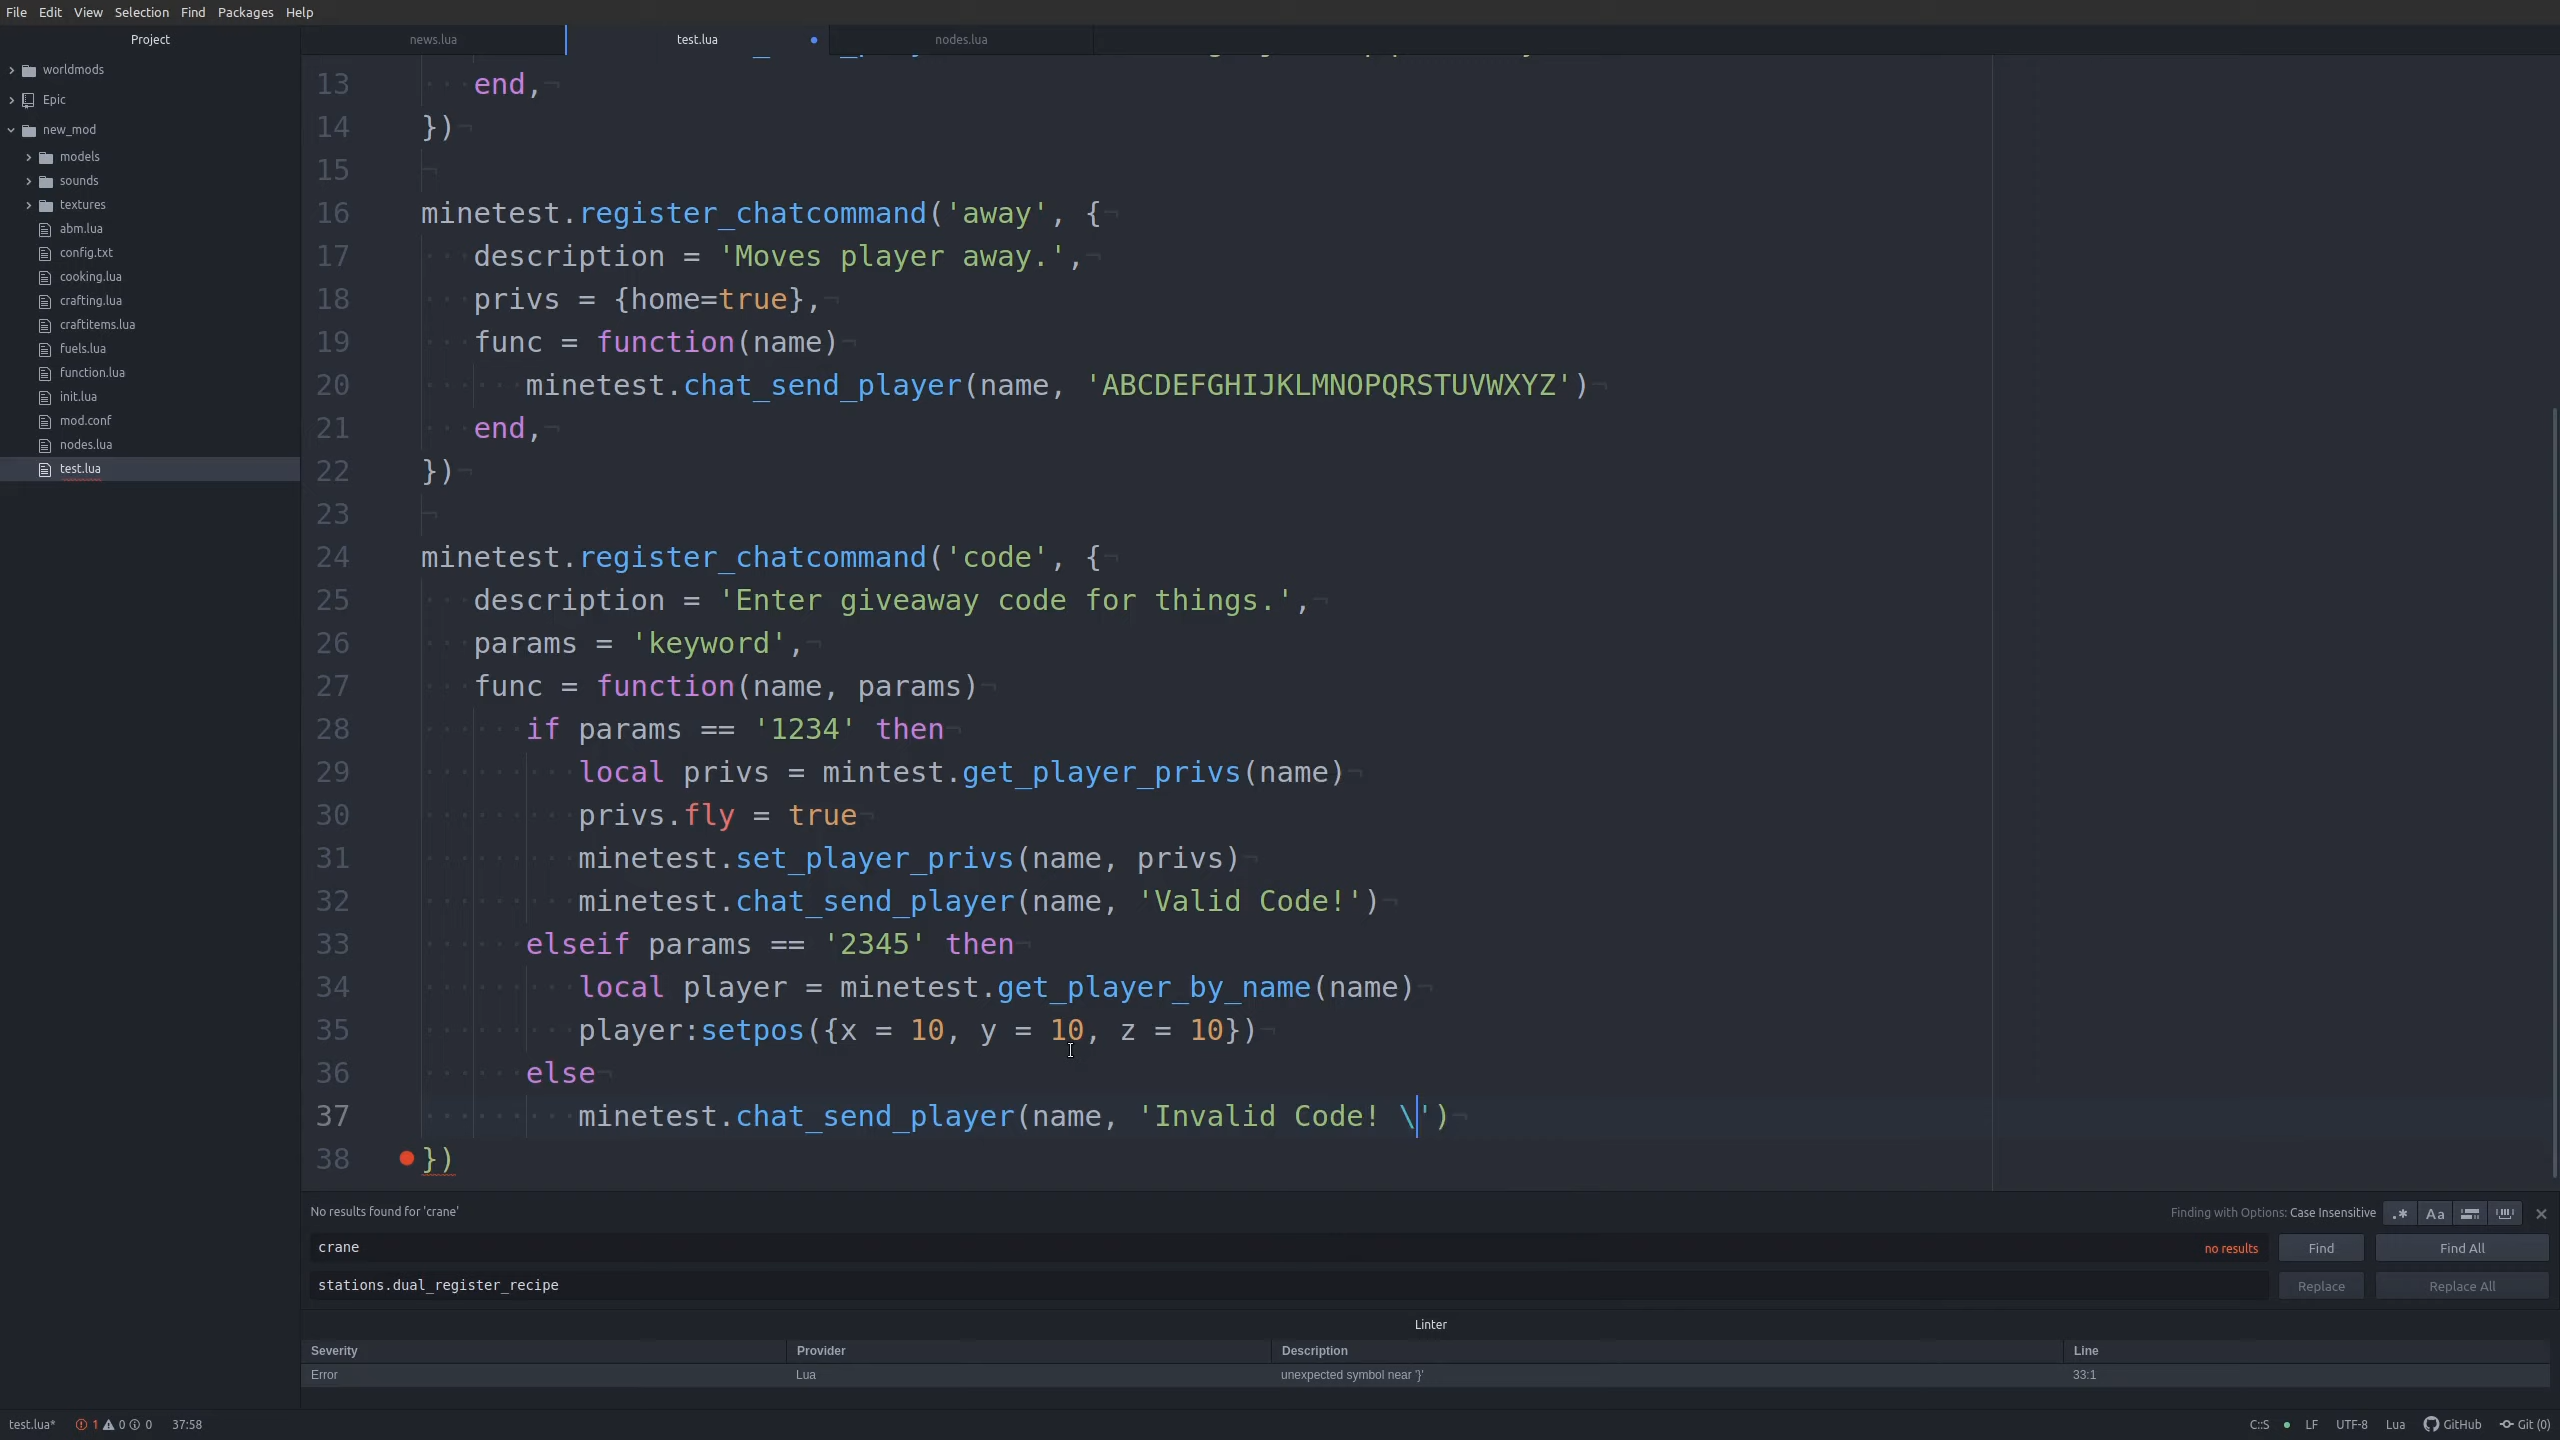 File Edit View Selection Find Packages Help
Project
news.lua test.lua nodes.lua
worldmods
Epic
new_mod
models
sounds
textures
abm.lua
config.txt
cooking.lua
crafting.lua
craftitems.lua
fuels.lua
function.lua
init.lua
mod.conf
nodes.lua
test.lua
13 end,
14 })
15
16 minetest.register_chatcommand('away', {
17 description = 'Moves player away.',
18 privs = {home=true},
19 func = function(name)
20 minetest.chat_send_player(name, 'ABCDEFGHIJKLMNOPQRSTUVWXYZ')
21 end,
22 })
23
24 minetest.register_chatcommand('code', {
25 description = 'Enter giveaway code for things.',
26 params = 'keyword',
27 func = function(name, params)
28 if params == '1234' then
29 local privs = mintest.get_player_privs(name)
30 privs.fly = true
31 minetest.set_player_privs(name, privs)
32 minetest.chat_send_player(name, 'Valid Code!')
33 elseif params == '2345' then
34 local player = minetest.get_player_by_name(name)
35 player:setpos({x = 10, y = 10, z = 10})
36 else
37 minetest.chat_send_player(name, 'Invalid Code! \')
38 })
No results found for 'crane' Finding with Options: Case Insensitive .* Aa
crane no results Find Find All
stations.dual_register_recipe Replace Replace All
Linter
Severity Provider Description Line
Error Lua unexpected symbol near '}' 33:1
test.lua* 1 0 0 37:58 C::S LF UTF-8 Lua GitHub Git (0)